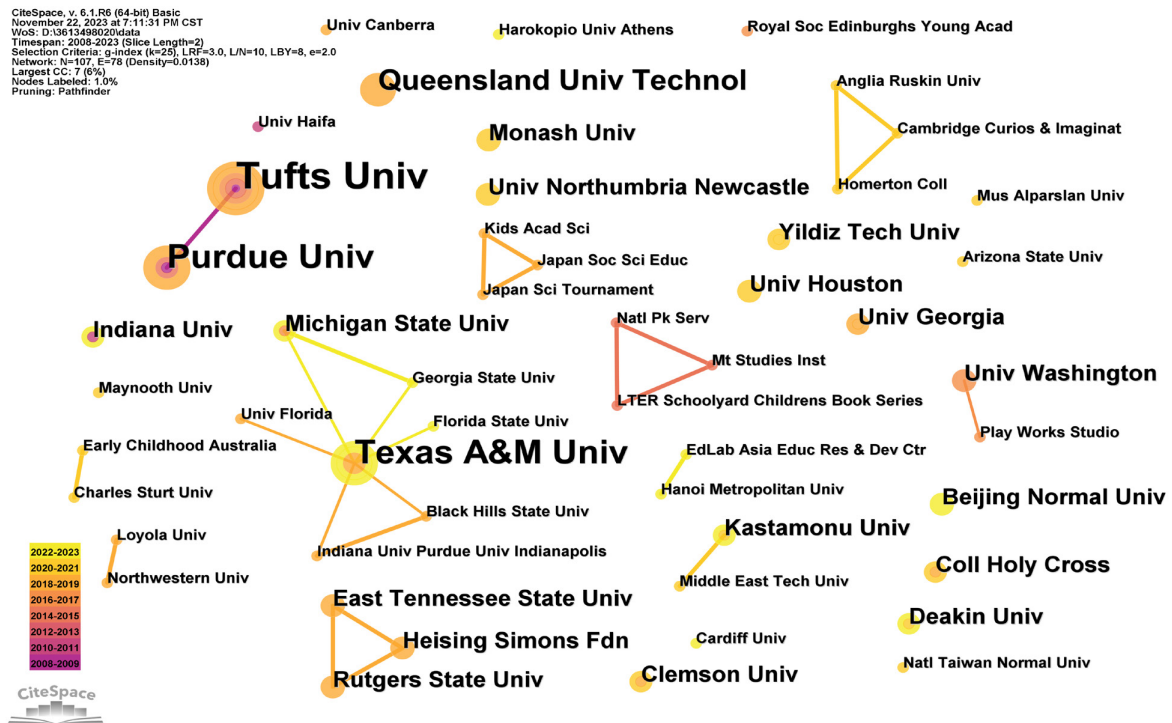 CiteSpace, v. 6.1.R6 (64-bit) Basic
November 22, 2023 at 7:11:31 PM CST
WoS: D:\3613498020\data
Timespan: 2008-2023 (Slice Length=2)
Selection Criteria: g-index (k=25), LRF=3.0, L/N=10, LBY=8, e=2.0
Network: N=107, E=78 (Density=0.0138)
Largest CC: 7 (6%)
Nodes Labeled: 1.0%
Pruning: Pathfinder
Univ Canberra
Harokopio Univ Athens
Royal Soc Edinburghs Young Acad
Queensland Univ Technol
Anglia Ruskin Univ
Univ Haifa
Monash Univ
Cambridge Curios & Imaginat
Tufts Univ
Univ Northumbria Newcastle
Homerton Coll
Mus Alparslan Univ
Kids Acad Sci
Yildiz Tech Univ
Purdue Univ
Japan Soc Sci Educ
Arizona State Univ
Japan Sci Tournament
Univ Houston
Indiana Univ
Michigan State Univ
Natl Pk Serv
Univ Georgia
Mt Studies Inst
Maynooth Univ
Georgia State Univ
Univ Washington
Univ Florida
LTER Schoolyard Childrens Book Series
Florida State Univ
Play Works Studio
Early Childhood Australia
Texas A&M Univ
EdLab Asia Educ Res & Dev Ctr
Charles Sturt Univ
Hanoi Metropolitan Univ
Beijing Normal Univ
Black Hills State Univ
Loyola Univ
Kastamonu Univ
Indiana Univ Purdue Univ Indianapolis
Northwestern Univ
Middle East Tech Univ
Coll Holy Cross
East Tennessee State Univ
Deakin Univ
Heising Simons Fdn
Cardiff Univ
Natl Taiwan Normal Univ
Rutgers State Univ
Clemson Univ
2022-2023
2020-2021
2018-2019
2016-2017
2014-2015
2012-2013
2010-2011
2008-2009
CiteSpace